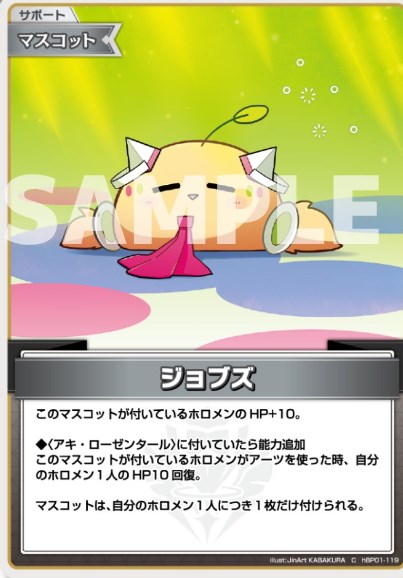 サポート
マスコット
SAMPLE
ジョブズ
このマスコットが付いているホロメンのHP+10。
◆〈アキ・ローゼンタール〉に付いていたら能力追加
このマスコットが付いているホロメンがアーツを使った時、自分
のホロメン1人のHP10回復。
マスコットは、自分のホロメン1人につき1枚だけ付けられる。
illust:JinArt KABAKURA C hBP01-119